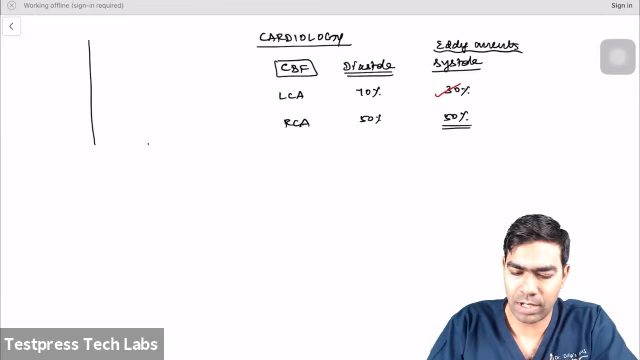 Working offline (sign-in required)
Sign in
CARDIOLOGY
Eddy currents
CBF Diastole Systole
LCA 70% 30%
RCA 50% 50%
Testpress Tech Labs